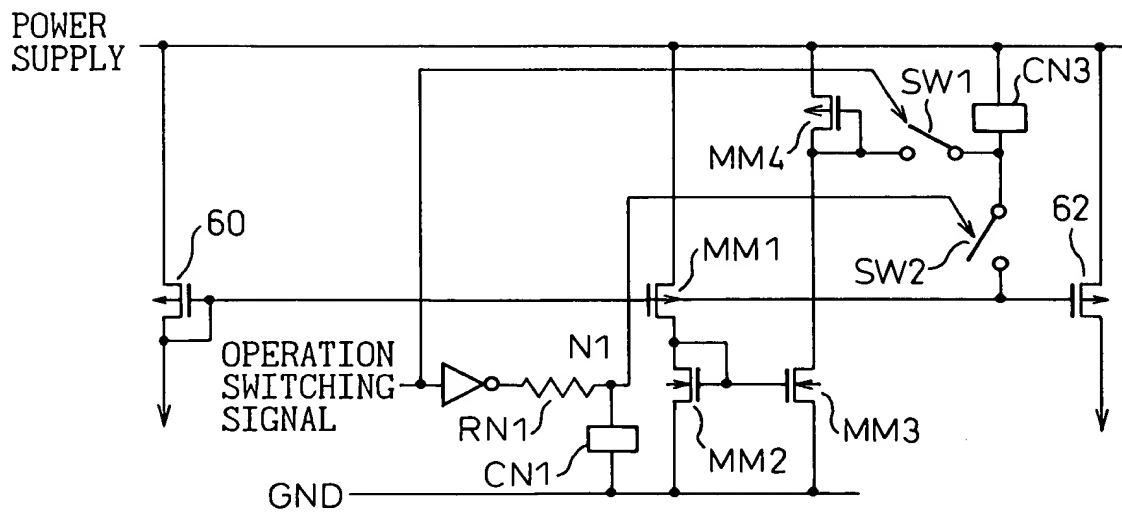 POWER
SUPPLY
SW1
CN3
MM4
60
62
MM1
SW2
OPERATION
SWITCHING
SIGNAL
N1
RN1
CN1
MM2
MM3
GND